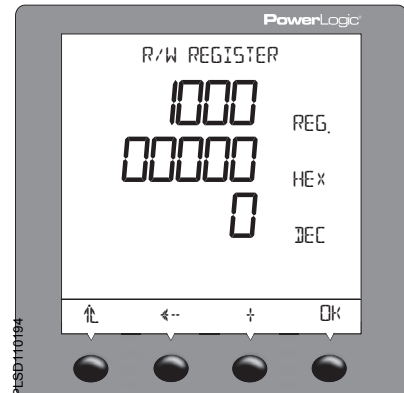 PowerLogic®
R/W REGISTER
1000 REG.
00000 HEX
0 DEC
OK
PLSD110194